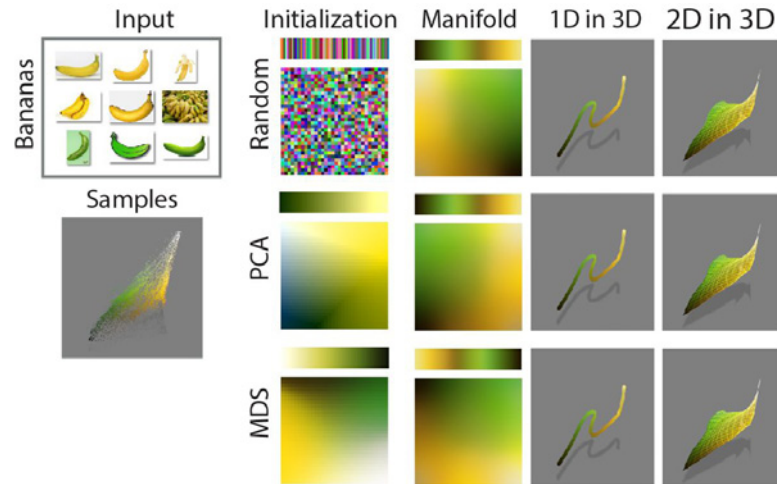 Input
Initialization
Manifold
1D in 3D
2D in 3D
Bananas
Random
Samples
PCA
MDS